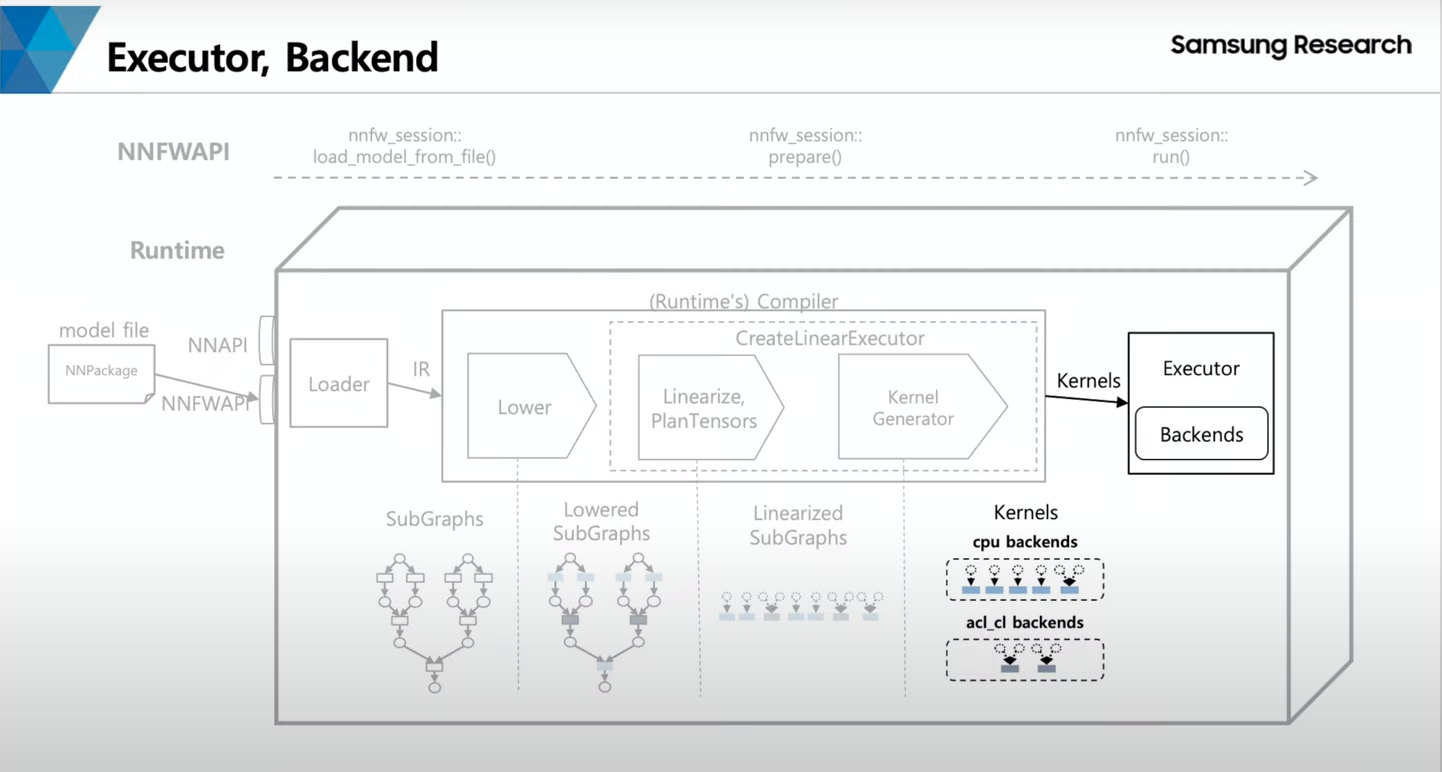 Executor, Backend
Samsung Research
NNFWAPI
nnfw_session::
load_model_from_file()
nnfw_session::
prepare()
nnfw_session::
run()
Runtime
(Runtime's) Compiler
model file
NNPackage
NNAPI
NNFWAPI
Loader
IR
Lower
CreateLinearExecutor
Linearize,
PlanTensors
Kernel
Generator
Kernels
Executor
Backends
SubGraphs
Lowered
SubGraphs
Linearized
SubGraphs
Kernels
cpu backends
acl_cl backends